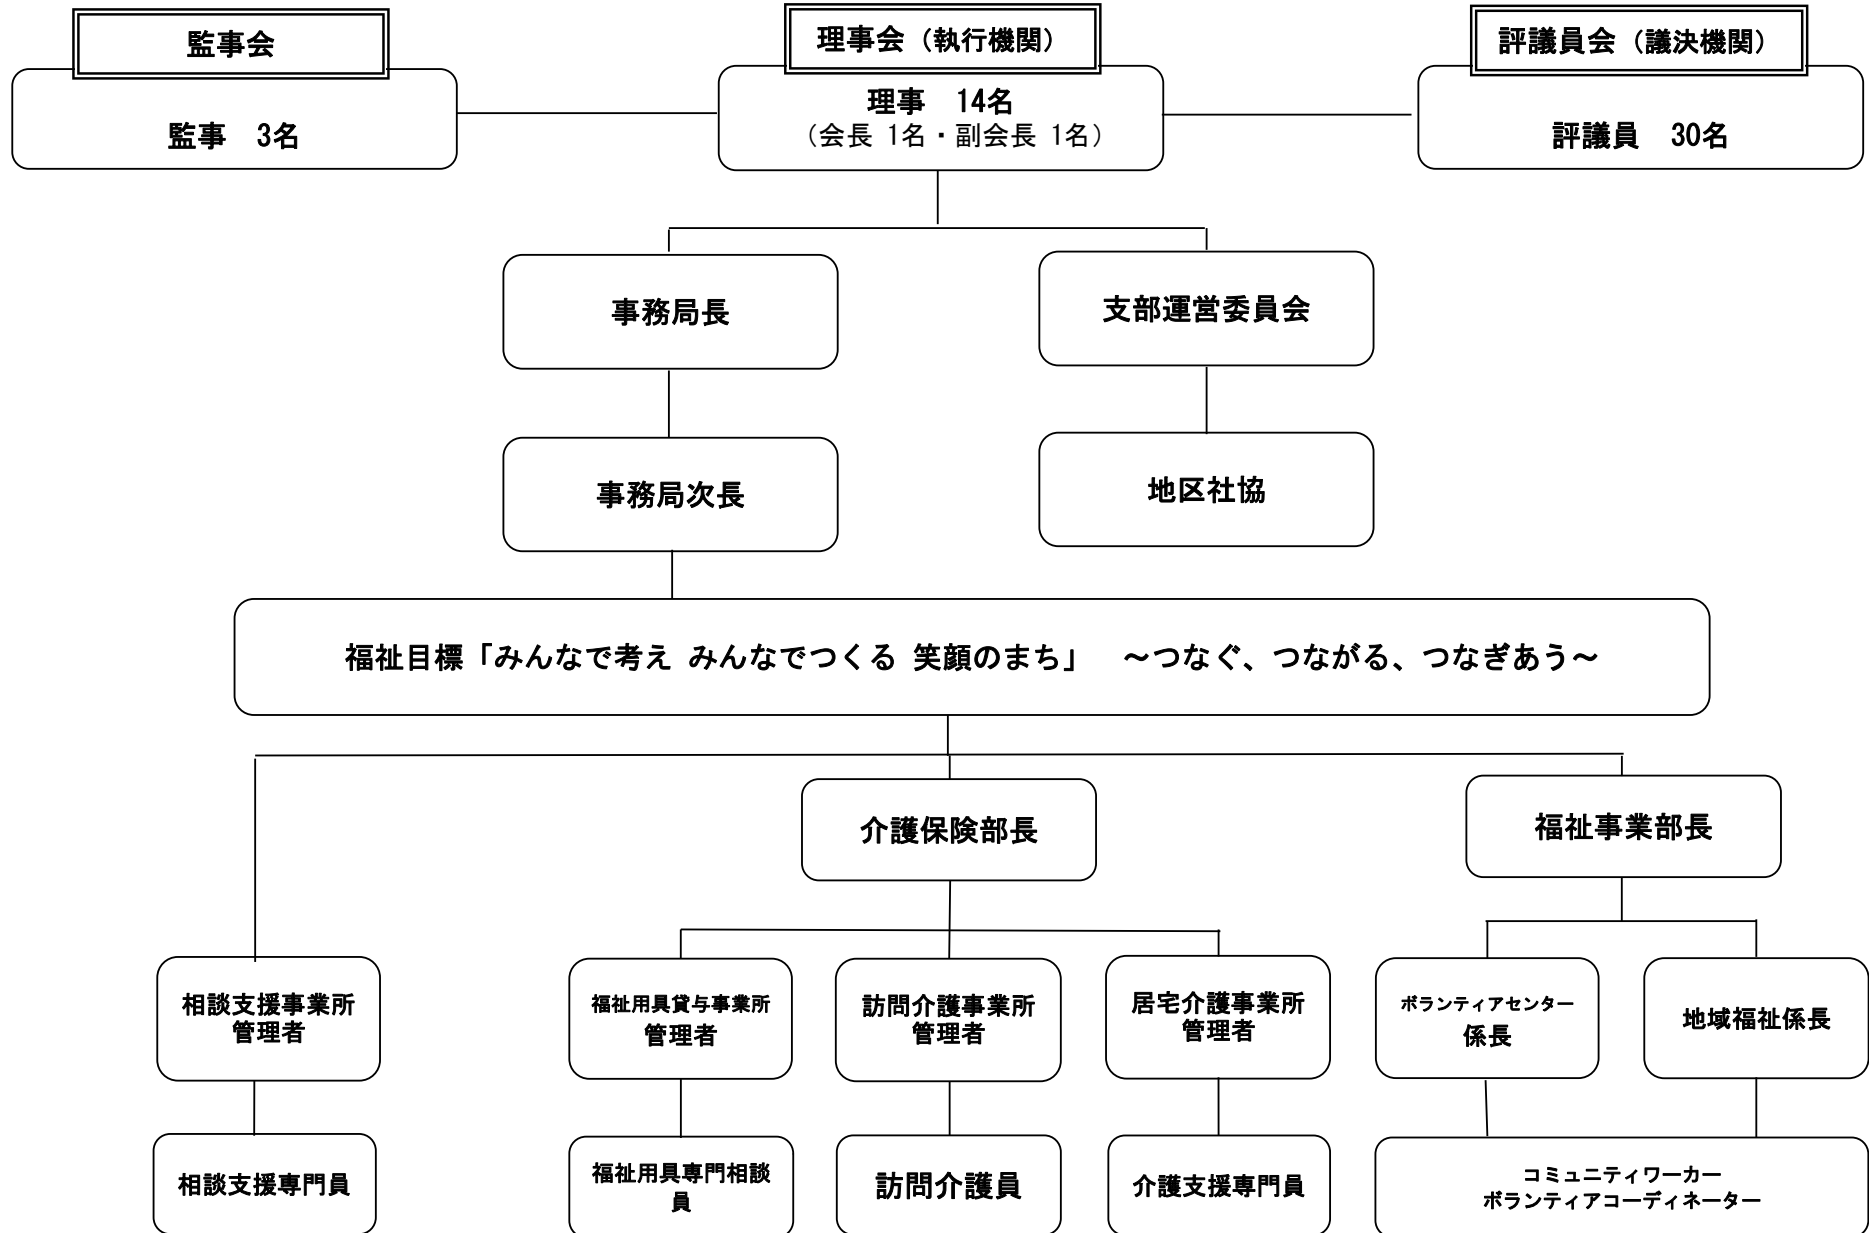 監事会
監事　3名
理事会（執行機関）
理事　14名
（会長 1名・副会長 1名）
評議員会（議決機関）
評議員　30名
事務局長
支部運営委員会
事務局次長
地区社協
福祉目標「みんなで考え みんなでつくる 笑顔のまち」　～つなぐ、つながる、つなぎあう～
介護保険部長
福祉事業部長
相談支援事業所
管理者
福祉用具貸与事業所
管理者
訪問介護事業所
管理者
居宅介護事業所
管理者
ボランティアセンター
係長
地域福祉係長
相談支援専門員
福祉用具専門相談
員
訪問介護員
介護支援専門員
コミュニティワーカー
ボランティアコーディネーター